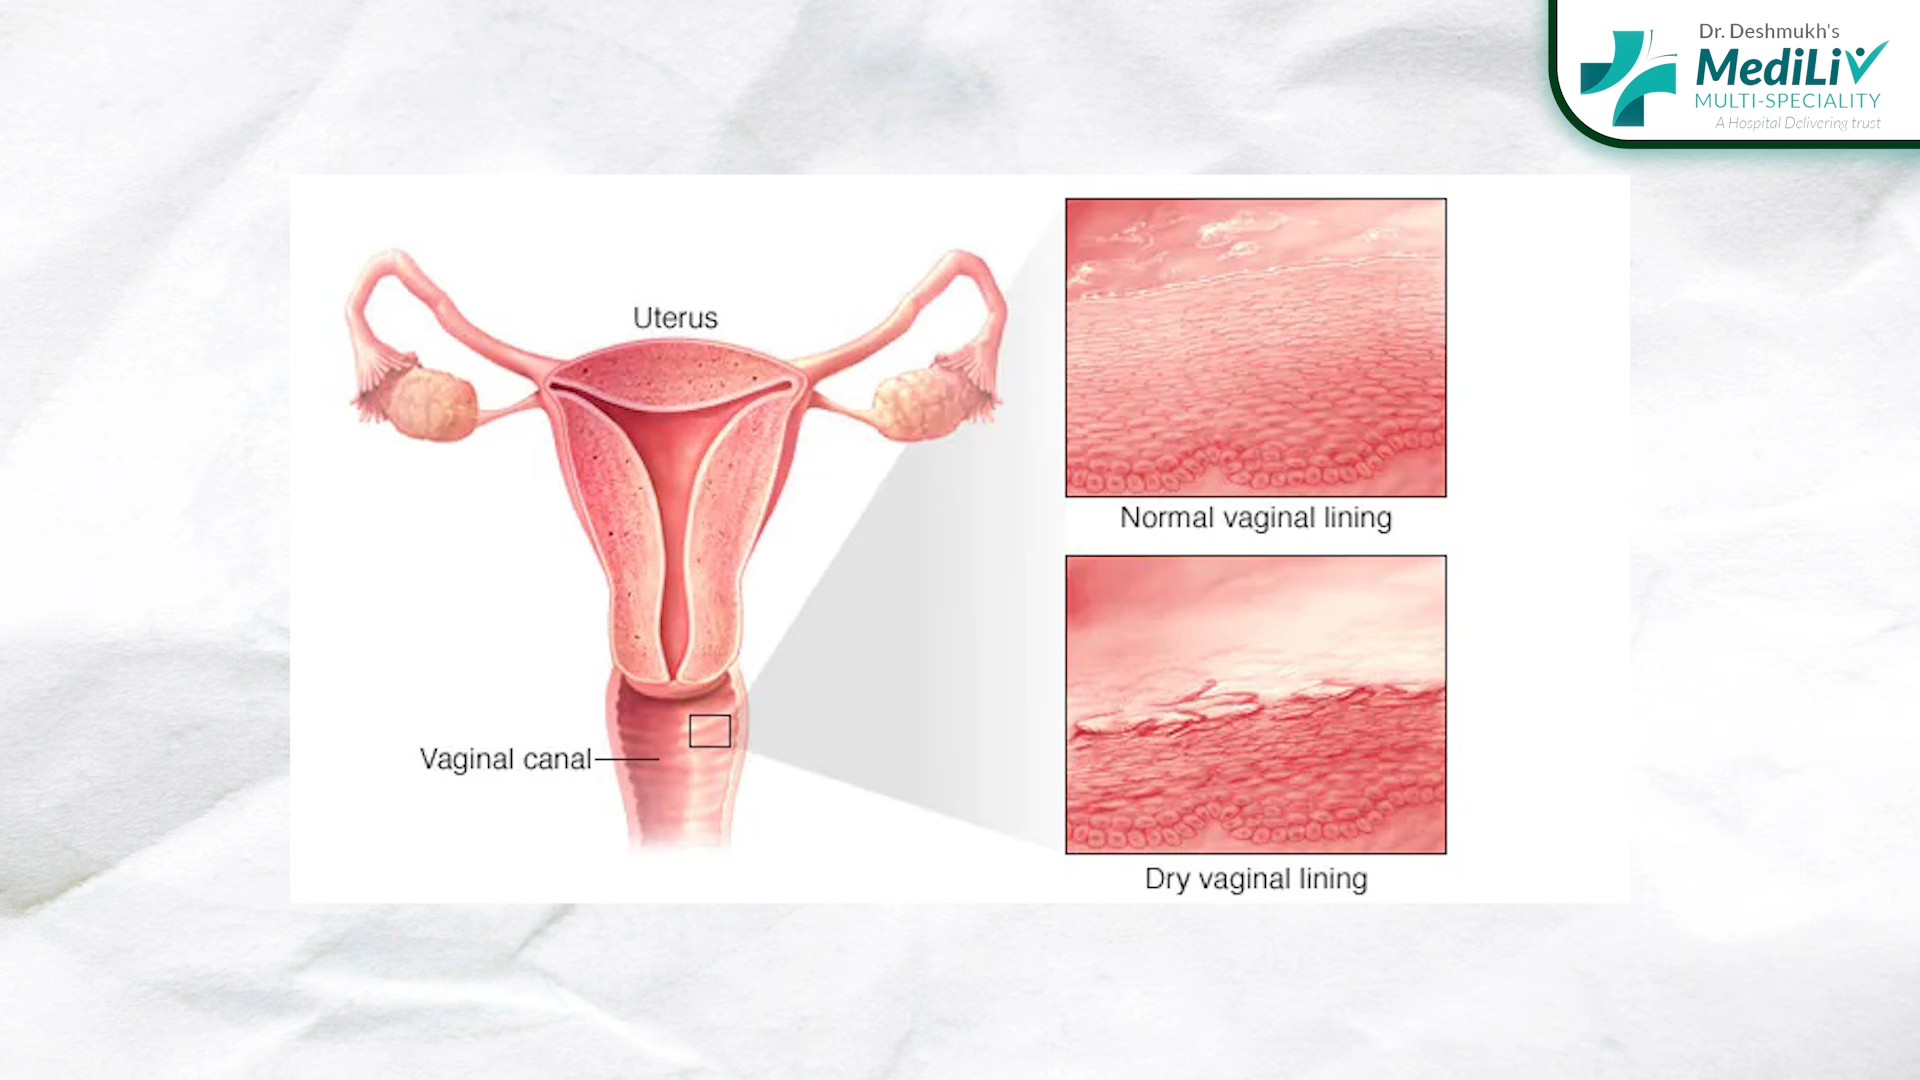 Dr. Deshmukh's
MediLiv
MULTI-SPECIALITY
A Hospital Delivering trust
Uterus
Normal vaginal lining
Vaginal canal
Dry vaginal lining